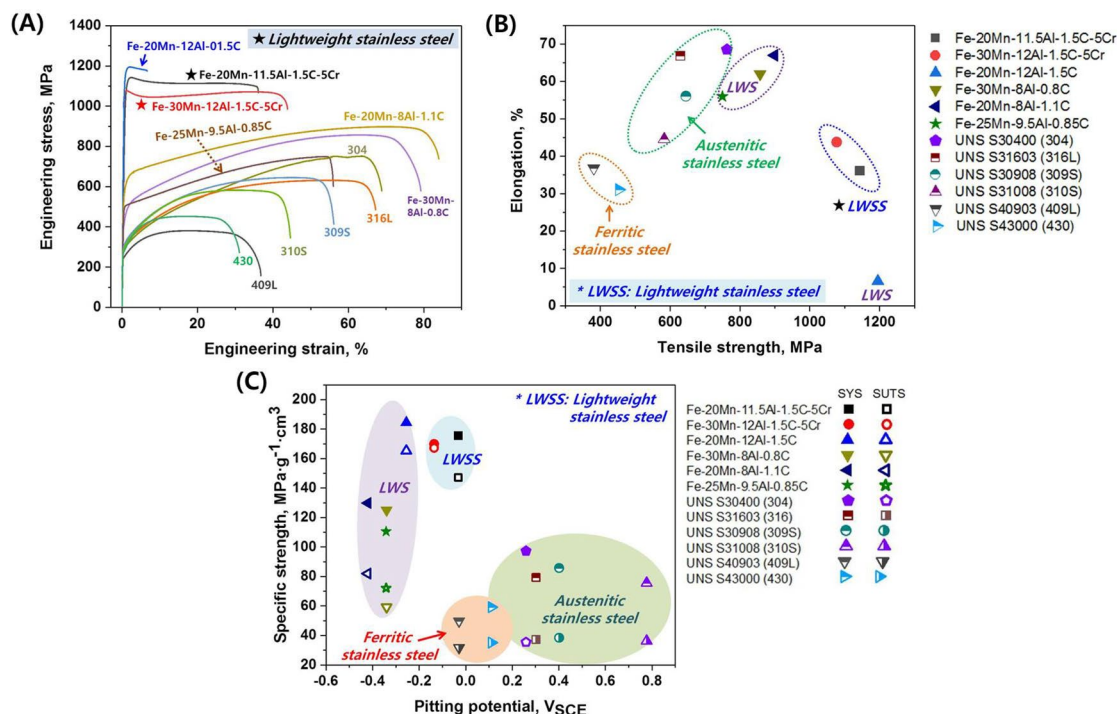 (A)
1400
1200
1000
800
600
400
200
0
Engineering stress, MPa
Fe-20Mn-12Al-01.5C
★ Lightweight stainless steel
★ Fe-20Mn-11.5Al-1.5C-5Cr
★ Fe-30Mn-12Al-1.5C-5Cr
Fe-25Mn-9.5Al-0.85C
Fe-20Mn-8Al-1.1C
304
Fe-30Mn-
8Al-0.8C
316L
309S
310S
430
409L
0 10 20 30 40 50 60 70 80 90
Engineering strain, %
(B)
70
60
50
40
30
20
10
0
Elongation, %
LWS
Austenitic
stainless steel
Ferritic
stainless steel
LWSS
LWS
* LWSS: Lightweight stainless steel
400 600 800 1000 1200
Tensile strength, MPa
Fe-20Mn-11.5Al-1.5C-5Cr
Fe-30Mn-12Al-1.5C-5Cr
Fe-20Mn-12Al-1.5C
Fe-30Mn-8Al-0.8C
Fe-20Mn-8Al-1.1C
Fe-25Mn-9.5Al-0.85C
UNS S30400 (304)
UNS S31603 (316L)
UNS S30908 (309S)
UNS S31008 (310S)
UNS S40903 (409L)
UNS S43000 (430)
(C)
200
180
160
140
120
100
80
60
40
20
Specific strength, MPa·g⁻¹·cm³
* LWSS: Lightweight
stainless steel
LWS
LWSS
Ferritic
stainless steel
Austenitic
stainless steel
-0.6 -0.4 -0.2 0.0 0.2 0.4 0.6 0.8
Pitting potential, VSCE
SYS SUTS
Fe-20Mn-11.5Al-1.5C-5Cr
Fe-30Mn-12Al-1.5C-5Cr
Fe-20Mn-12Al-1.5C
Fe-30Mn-8Al-0.8C
Fe-20Mn-8Al-1.1C
Fe-25Mn-9.5Al-0.85C
UNS S30400 (304)
UNS S31603 (316)
UNS S30908 (309S)
UNS S31008 (310S)
UNS S40903 (409L)
UNS S43000 (430)